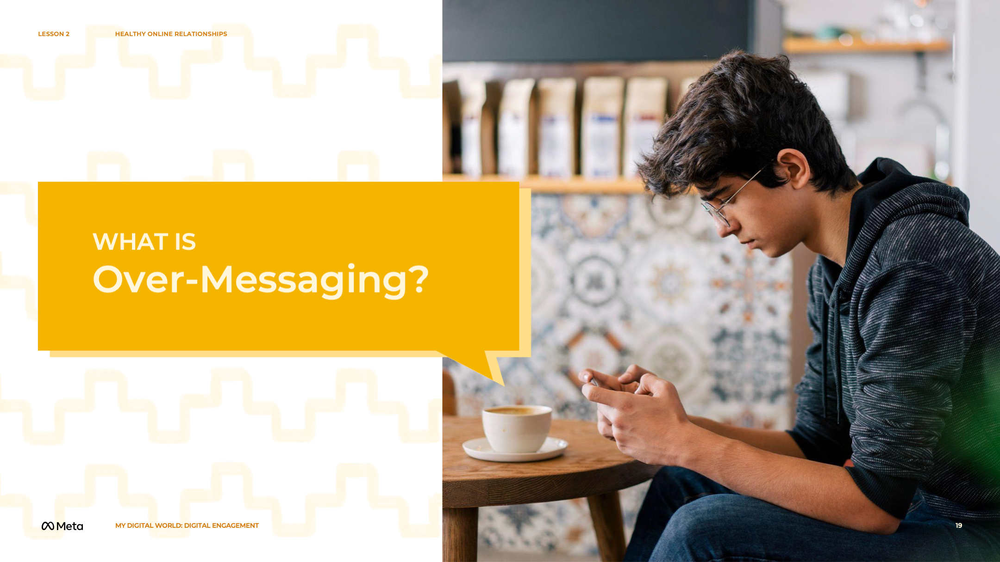 LESSON 2
HEALTHY ONLINE RELATIONSHIPS
WHAT IS
Over-Messaging?
Meta
MY DIGITAL WORLD: DIGITAL ENGAGEMENT
19